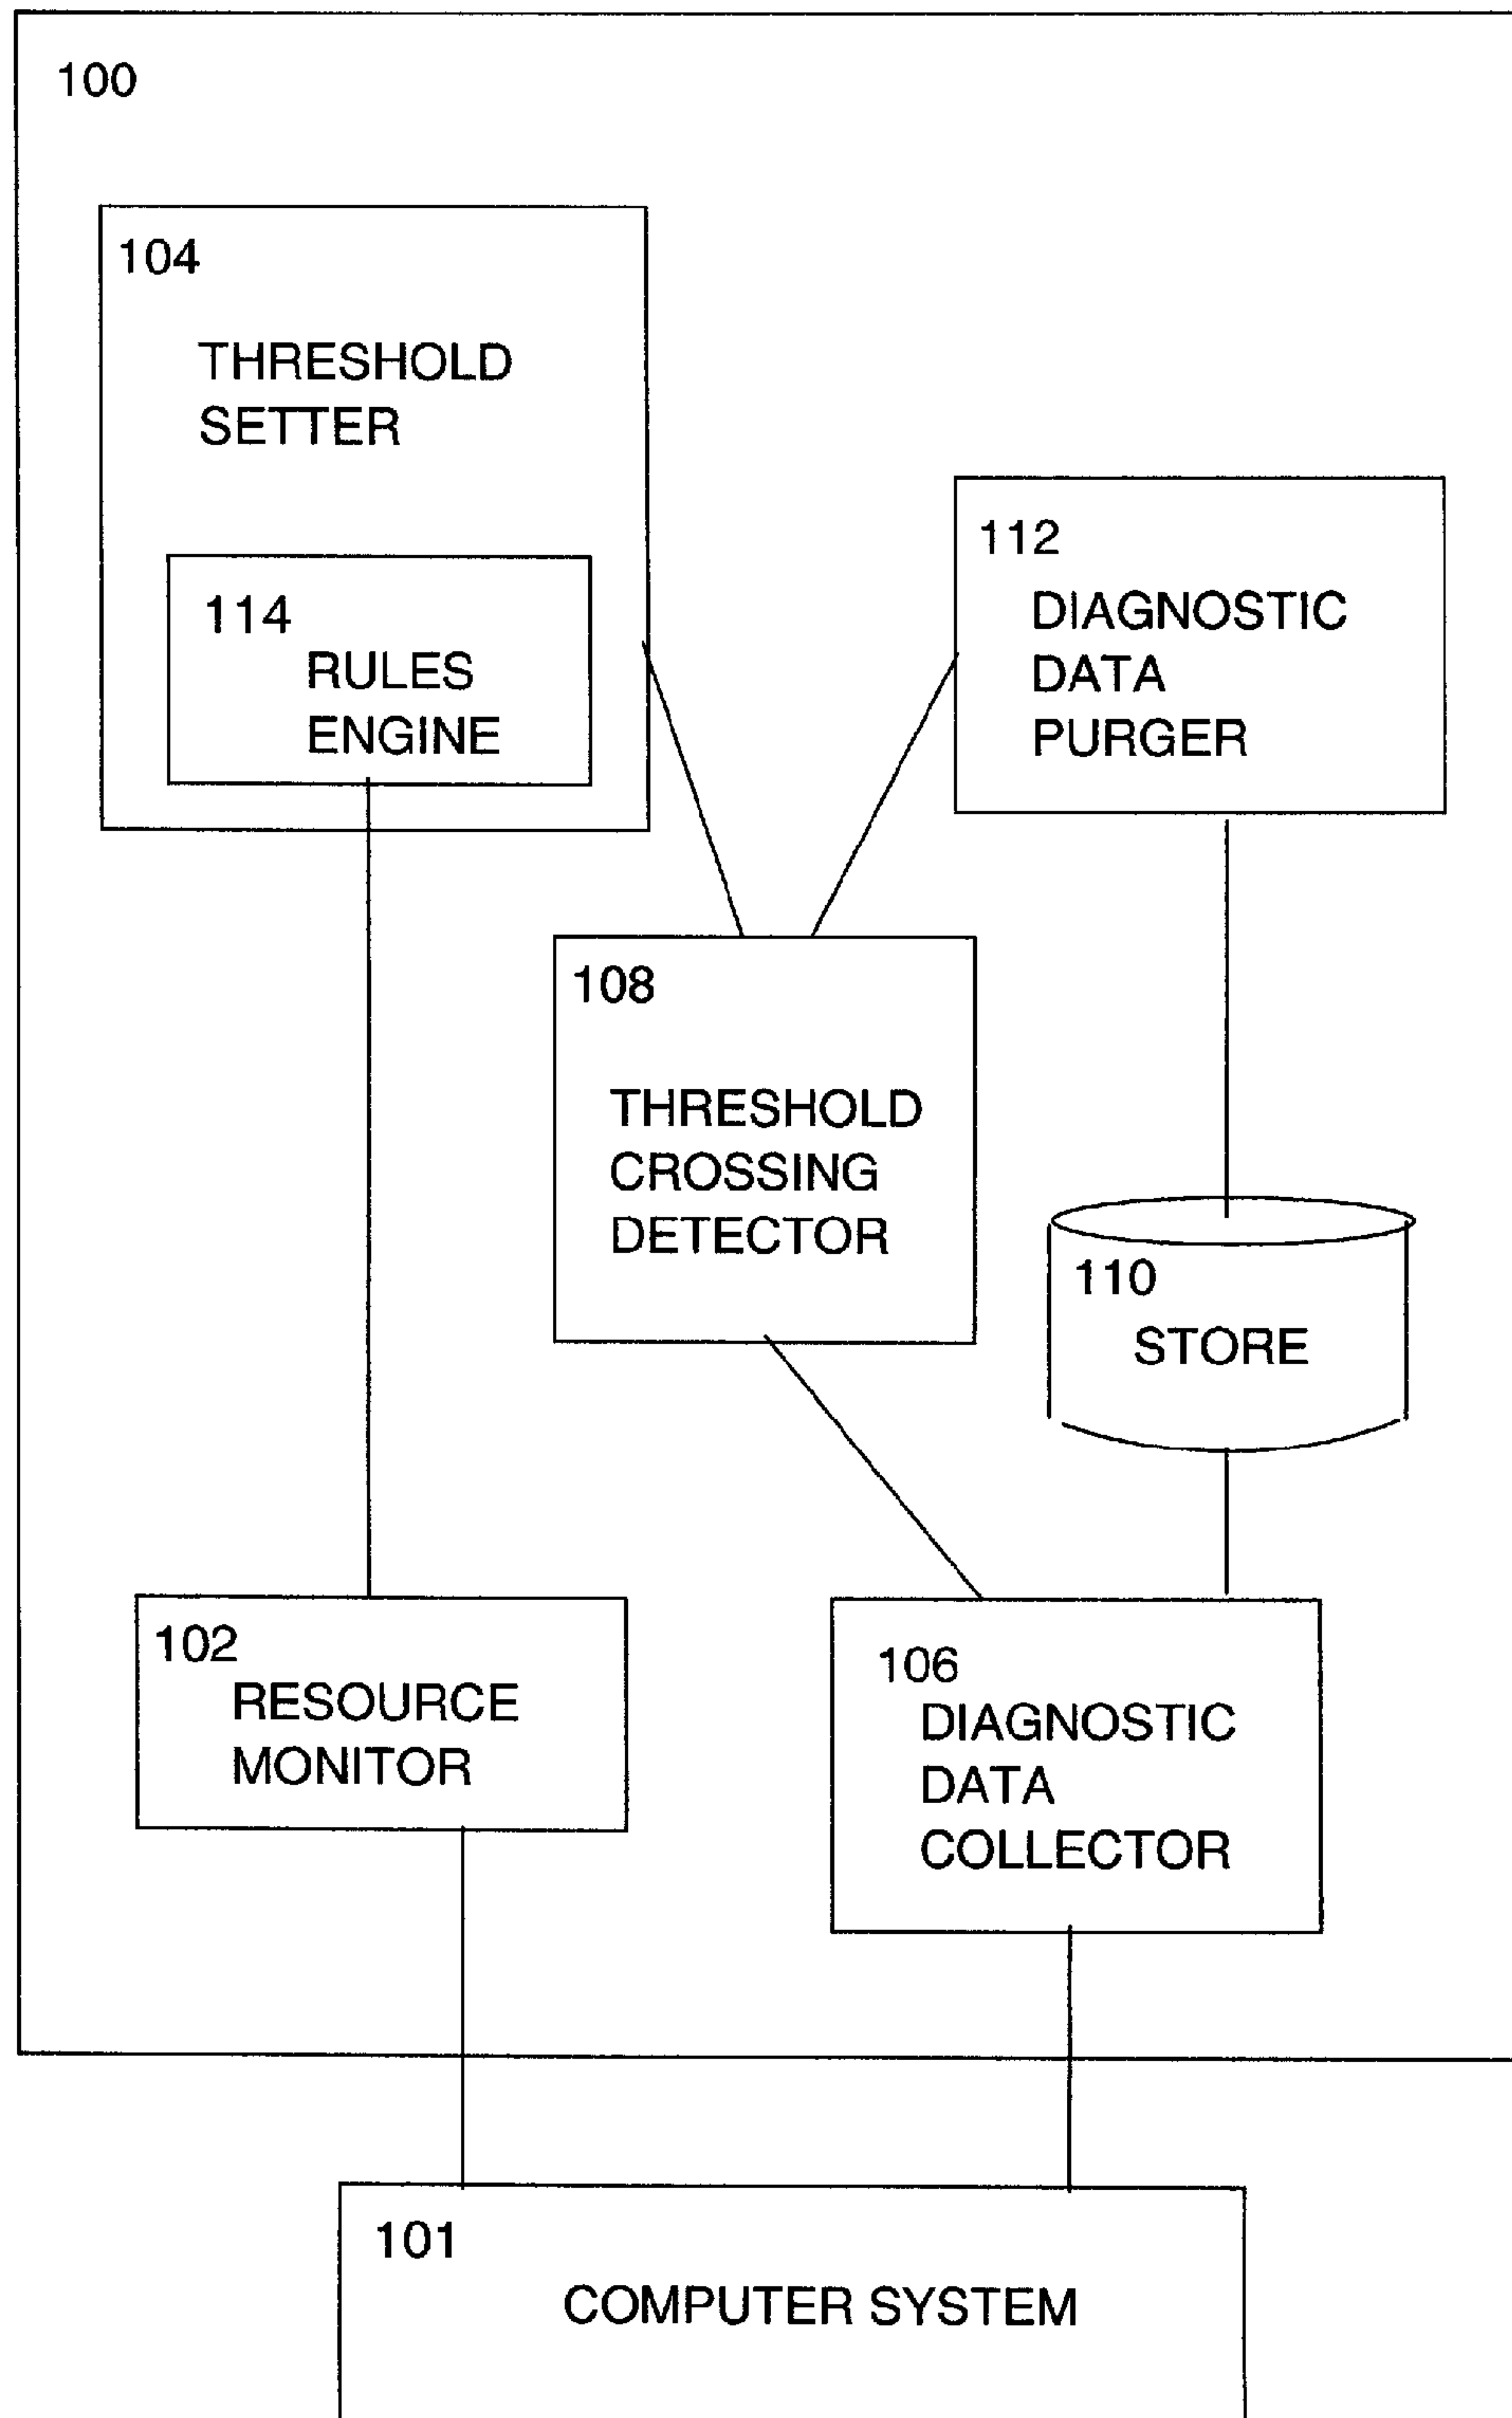 100
104
THRESHOLD
SETTER
114
RULES
ENGINE
112
DIAGNOSTIC
DATA
PURGER
108
THRESHOLD
CROSSING
DETECTOR
110
STORE
102
RESOURCE
MONITOR
106
DIAGNOSTIC
DATA
COLLECTOR
101
COMPUTER SYSTEM